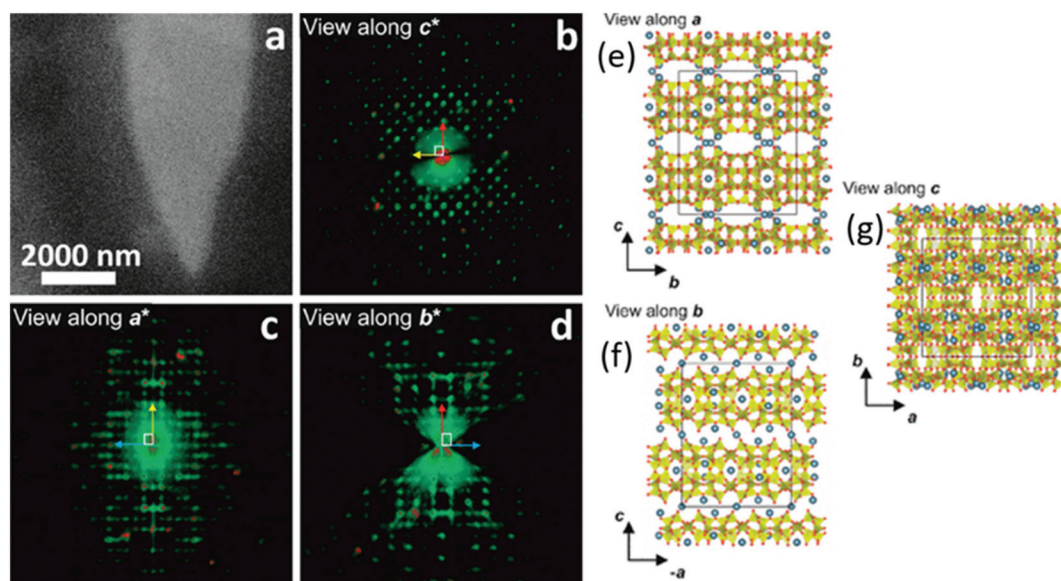 a
2000 nm
View along c*
b
View along a*
c
View along b*
d
View along a
(e)
c
b
View along b
(f)
c
-a
View along c
(g)
b
a